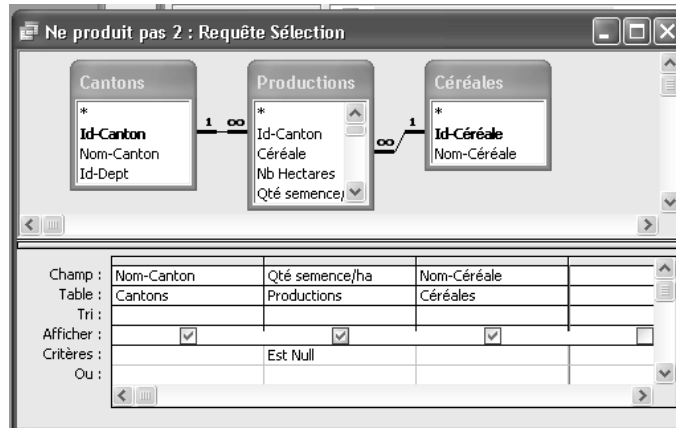 Ne produit pas 2 : Requête Sélection
Cantons
*
Id-Canton
Nom-Canton
Id-Dept
1 ∞
Productions
*
Id-Canton
Céréale
Nb Hectares
Qté semence/
∞ 1
Céréales
*
Id-Céréale
Nom-Céréale
Champ : Nom-Canton Qté semence/ha Nom-Céréale
Table : Cantons Productions Céréales
Tri :
Afficher :
Critères : Est Null
Ou :